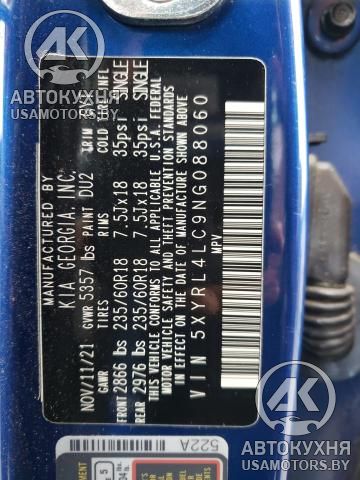 АВТОКУХНЯ
USAMOTORS.BY
MANUFACTURED BY
KIA GEORGIA, INC.
NOV/11/21 GVWR 5357 lbs PAINT: DU2
GAWR TIRES RIMS COLD TIRE INFL
FRONT 2866 lbs 235/60R18 7.5Jx18 35psi SINGLE
REAR 2976 lbs 235/60R18 7.5Jx18 35psi SINGLE
THIS VEHICLE CONFORMS TO ALL APPLICABLE U.S.A. FEDERAL
MOTOR VEHICLE SAFETY AND THEFT PREVENTION STANDARDS
IN EFFECT ON THE DATE OF MANUFACTURE SHOWN ABOVE
VIN 5XYRL4LC9NG088060
MPV
522A
5
АВТОКУХНЯ
USAMOTORS.BY